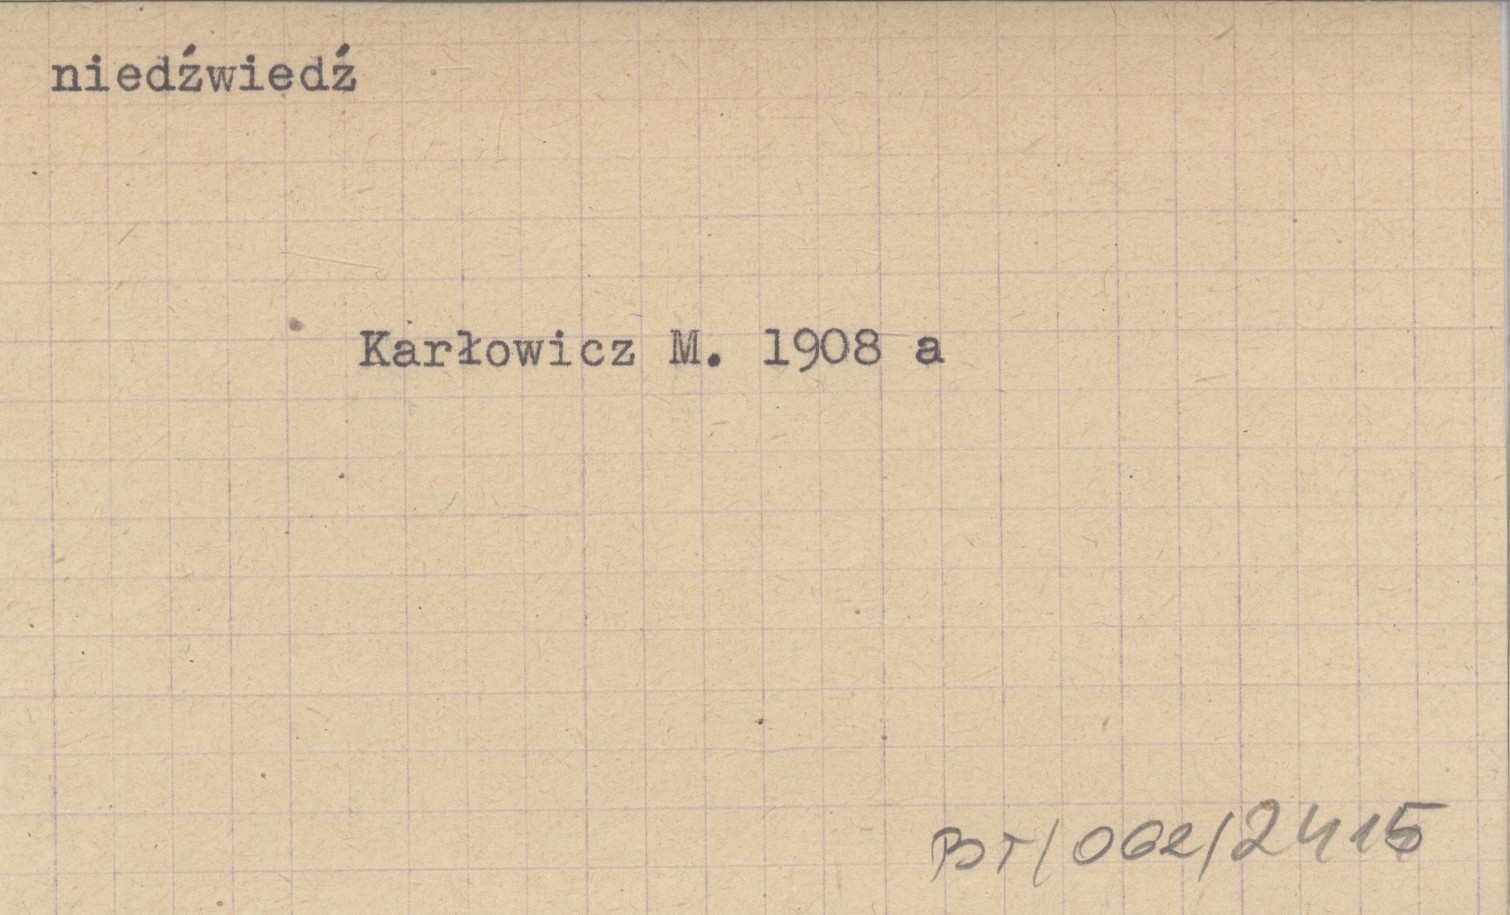 niedźwiedź
Karłowicz M. 1908 a
BT/062/2415